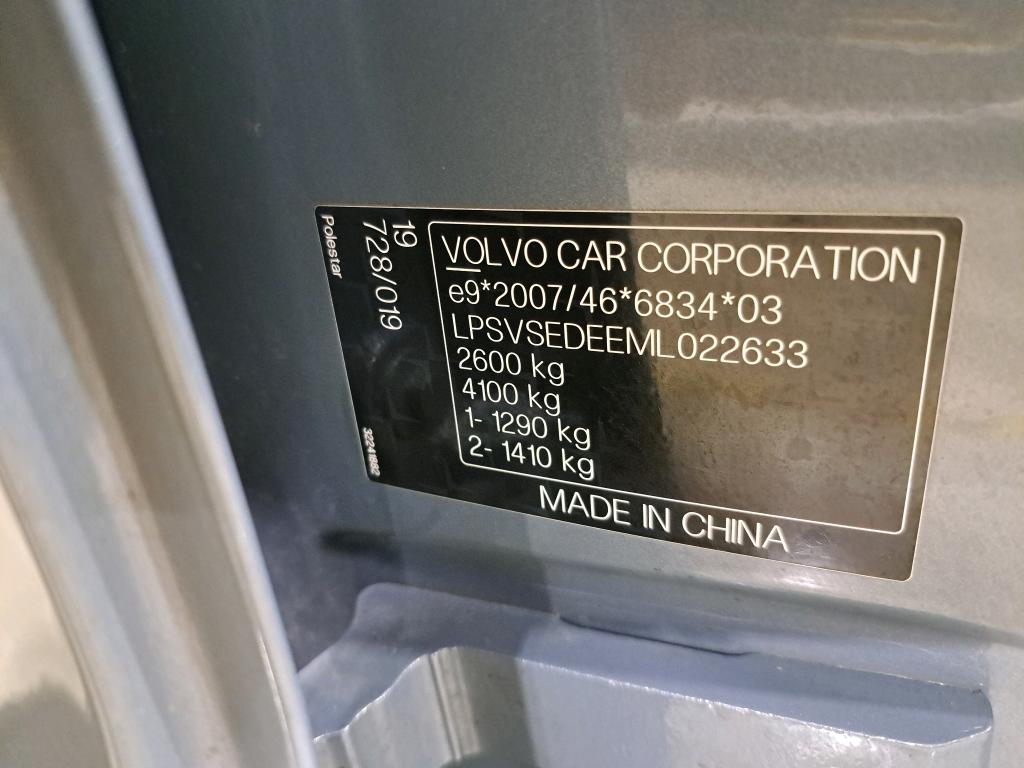 VOLVO CAR CORPORATION
e9*2007/46*6834*03
LPSVSEDEEML022633
2600 kg
4100 kg
1- 1290 kg
2- 1410 kg
MADE IN CHINA
19
728/019
Polestar
32241882